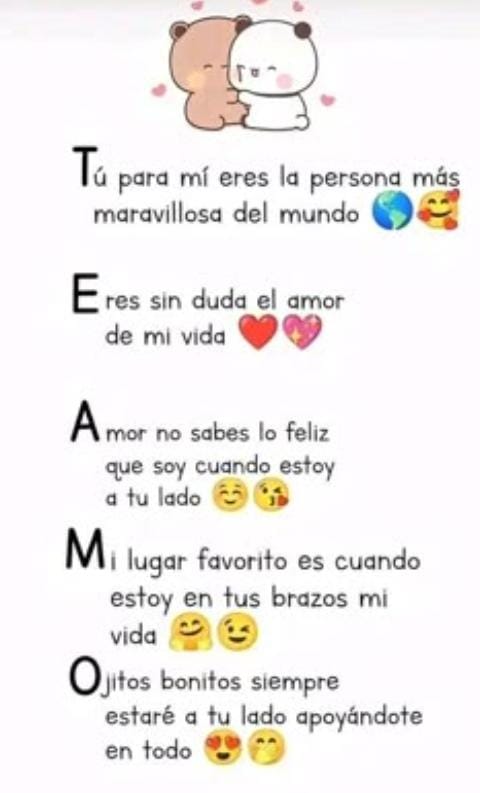 Tú para mí eres la persona más
maravillosa del mundo 🌎🥰
Eres sin duda el amor
de mi vida ❤️💖
Amor no sabes lo feliz
que soy cuando estoy
a tu lado ☺️😘
Mi lugar favorito es cuando
estoy en tus brazos mi
vida 🤗😉
Ojitos bonitos siempre
estaré a tu lado apoyándote
en todo 😍🤭